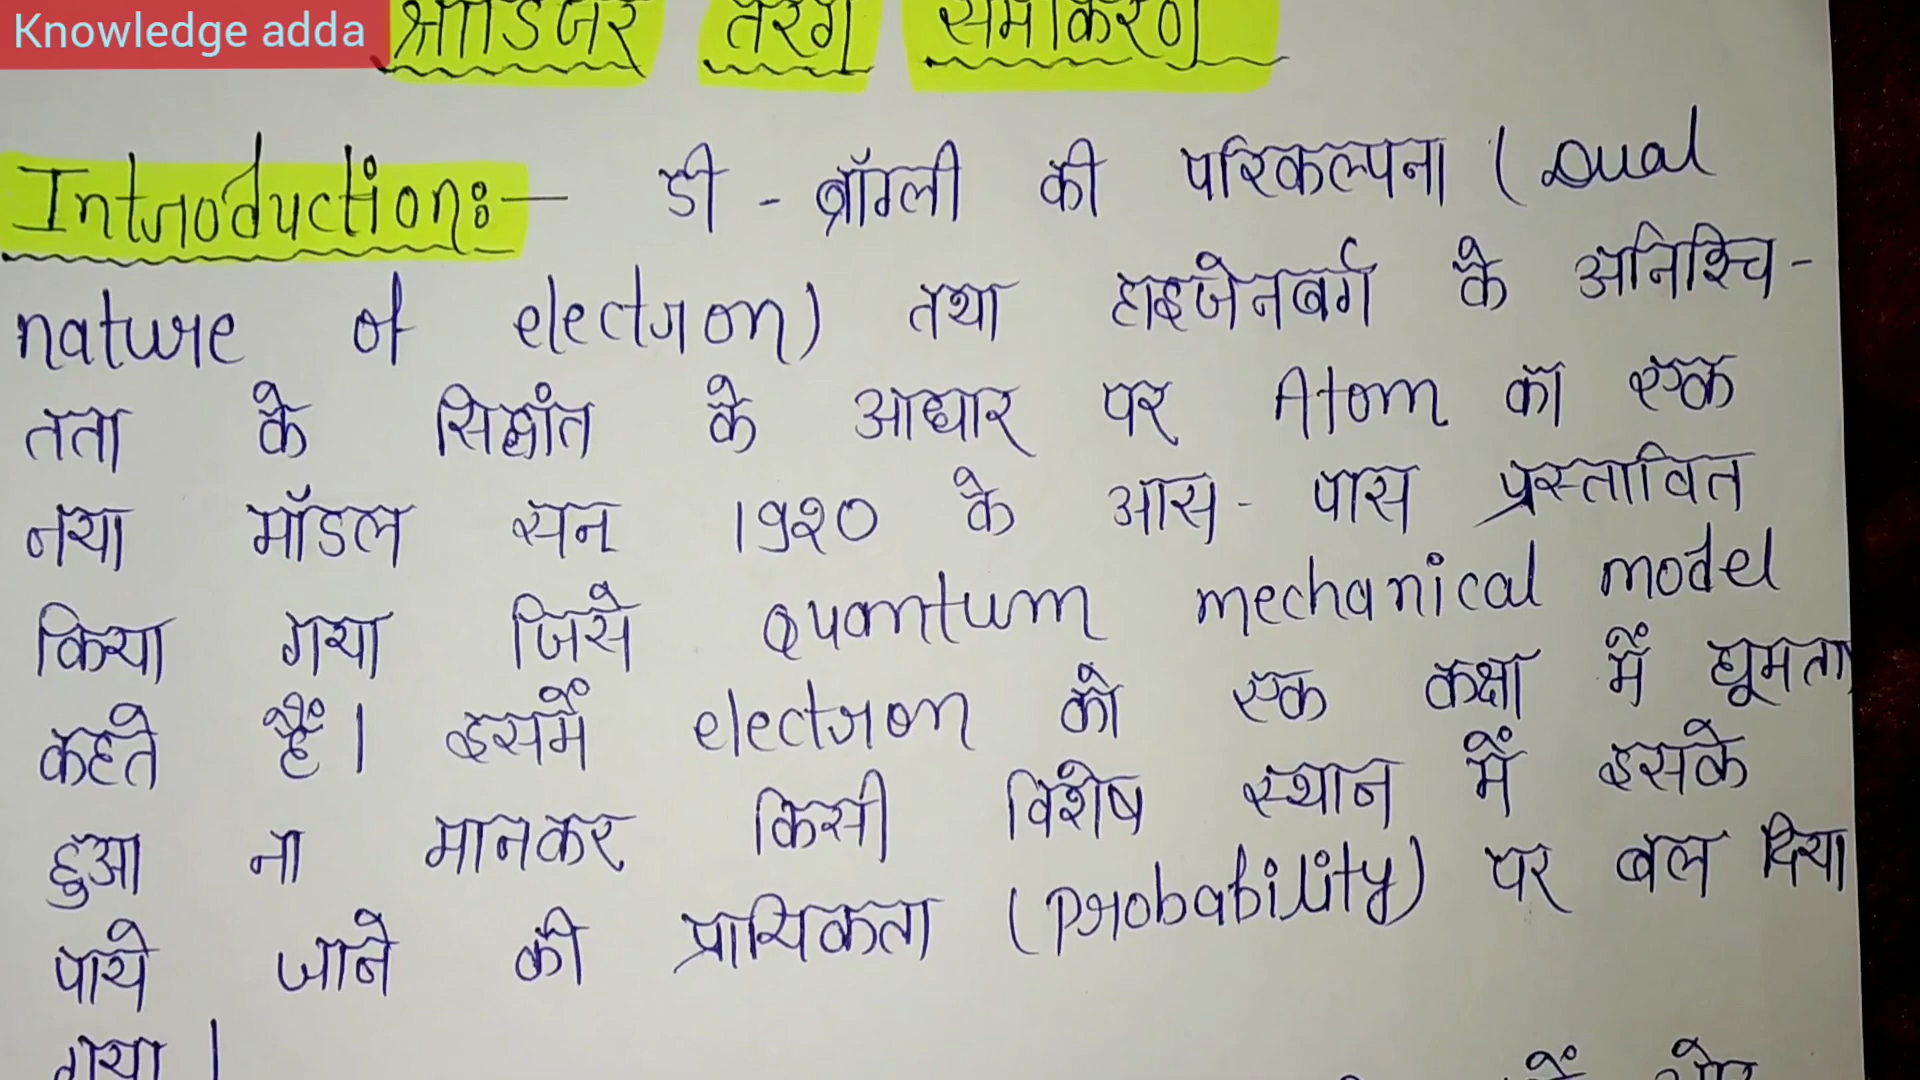 Knowledge adda
श्रोडिंजर तरंग समीकरण
Introduction:— डी - ब्रॉग्ली की परिकल्पना (Dual
nature of electron) तथा हाइजेनबर्ग के अनिश्चि-
तता के सिद्धांत के आधार पर Atom का एक
नया मॉडल सन 1920 के आस - पास प्रस्तावित
किया गया जिसे Quantum mechanical model
कहते हैं। इसमें electron को एक कक्षा में घूमता
हुआ ना मानकर किसी विशेष स्थान में इसके
पाये जाने की प्रायिकता (Probability) पर बल दिया
गया।